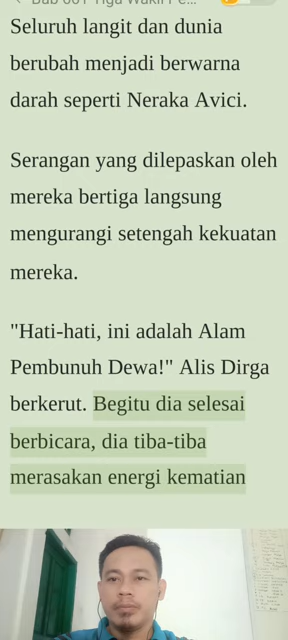 Seluruh langit dan dunia
berubah menjadi berwarna
darah seperti Neraka Avici.
Serangan yang dilepaskan oleh
mereka bertiga langsung
mengurangi setengah kekuatan
mereka.
"Hati-hati, ini adalah Alam
Pembunuh Dewa!" Alis Dirga
berkerut. Begitu dia selesai
berbicara, dia tiba-tiba
merasakan energi kematian